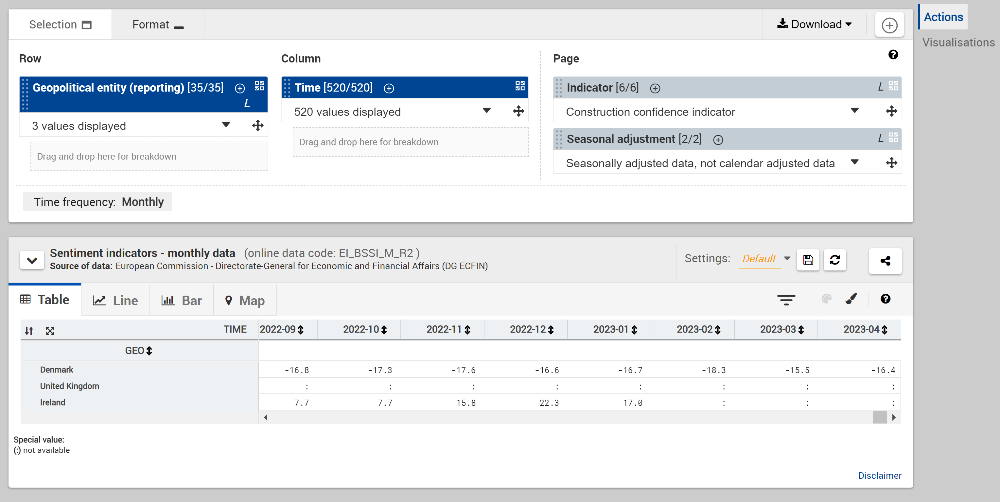 Selection
Format
Download
Actions
Visualisations
Row
Column
Page
Geopolitical entity (reporting) [35/35]
L
3 values displayed
Drag and drop here for breakdown
Time [520/520]
520 values displayed
Drag and drop here for breakdown
Indicator [6/6] L
Construction confidence indicator
Seasonal adjustment [2/2] L
Seasonally adjusted data, not calendar adjusted data
Time frequency: Monthly
Sentiment indicators - monthly data (online data code: EI_BSSI_M_R2 )
Source of data: European Commission - Directorate-General for Economic and Financial Affairs (DG ECFIN)
Settings: Default
Table Line Bar Map
TIME 2022-09 2022-10 2022-11 2022-12 2023-01 2023-02 2023-03 2023-04
GEO
Denmark -16.8 -17.3 -17.6 -16.6 -16.7 -18.3 -15.5 -16.4
United Kingdom : : : : : : : :
Ireland 7.7 7.7 15.8 22.3 17.0 : : :
Special value:
(:) not available
Disclaimer